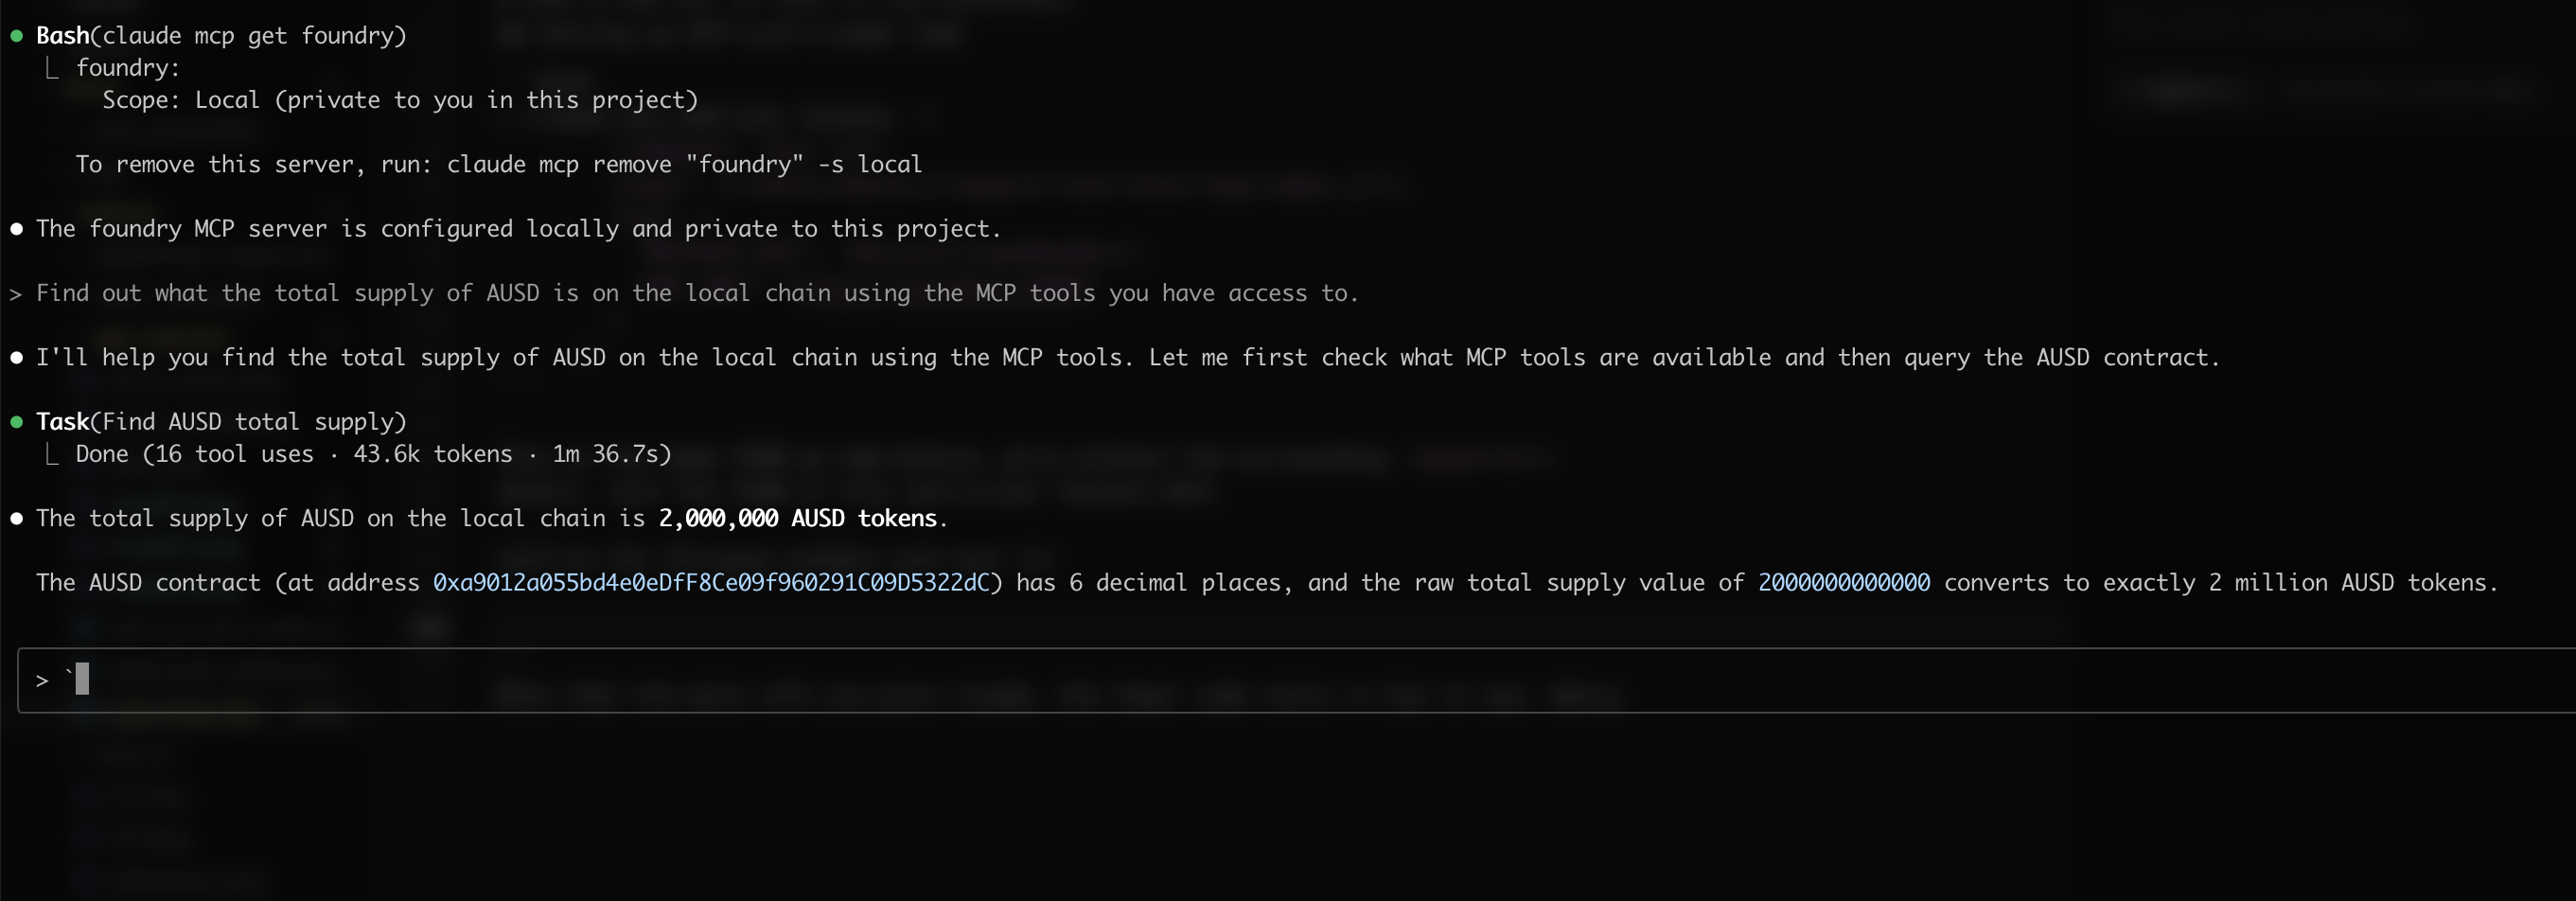 ● Bash(claude mcp get foundry)
⎿ foundry:
Scope: Local (private to you in this project)
To remove this server, run: claude mcp remove "foundry" -s local
● The foundry MCP server is configured locally and private to this project.
> Find out what the total supply of AUSD is on the local chain using the MCP tools you have access to.
● I'll help you find the total supply of AUSD on the local chain using the MCP tools. Let me first check what MCP tools are available and then query the AUSD contract.
● Task(Find AUSD total supply)
⎿ Done (16 tool uses · 43.6k tokens · 1m 36.7s)
● The total supply of AUSD on the local chain is 2,000,000 AUSD tokens.
The AUSD contract (at address 0xa9012a055bd4e0eDfF8Ce09f960291C09D5322dC) has 6 decimal places, and the raw total supply value of 2000000000000 converts to exactly 2 million AUSD tokens.
> `